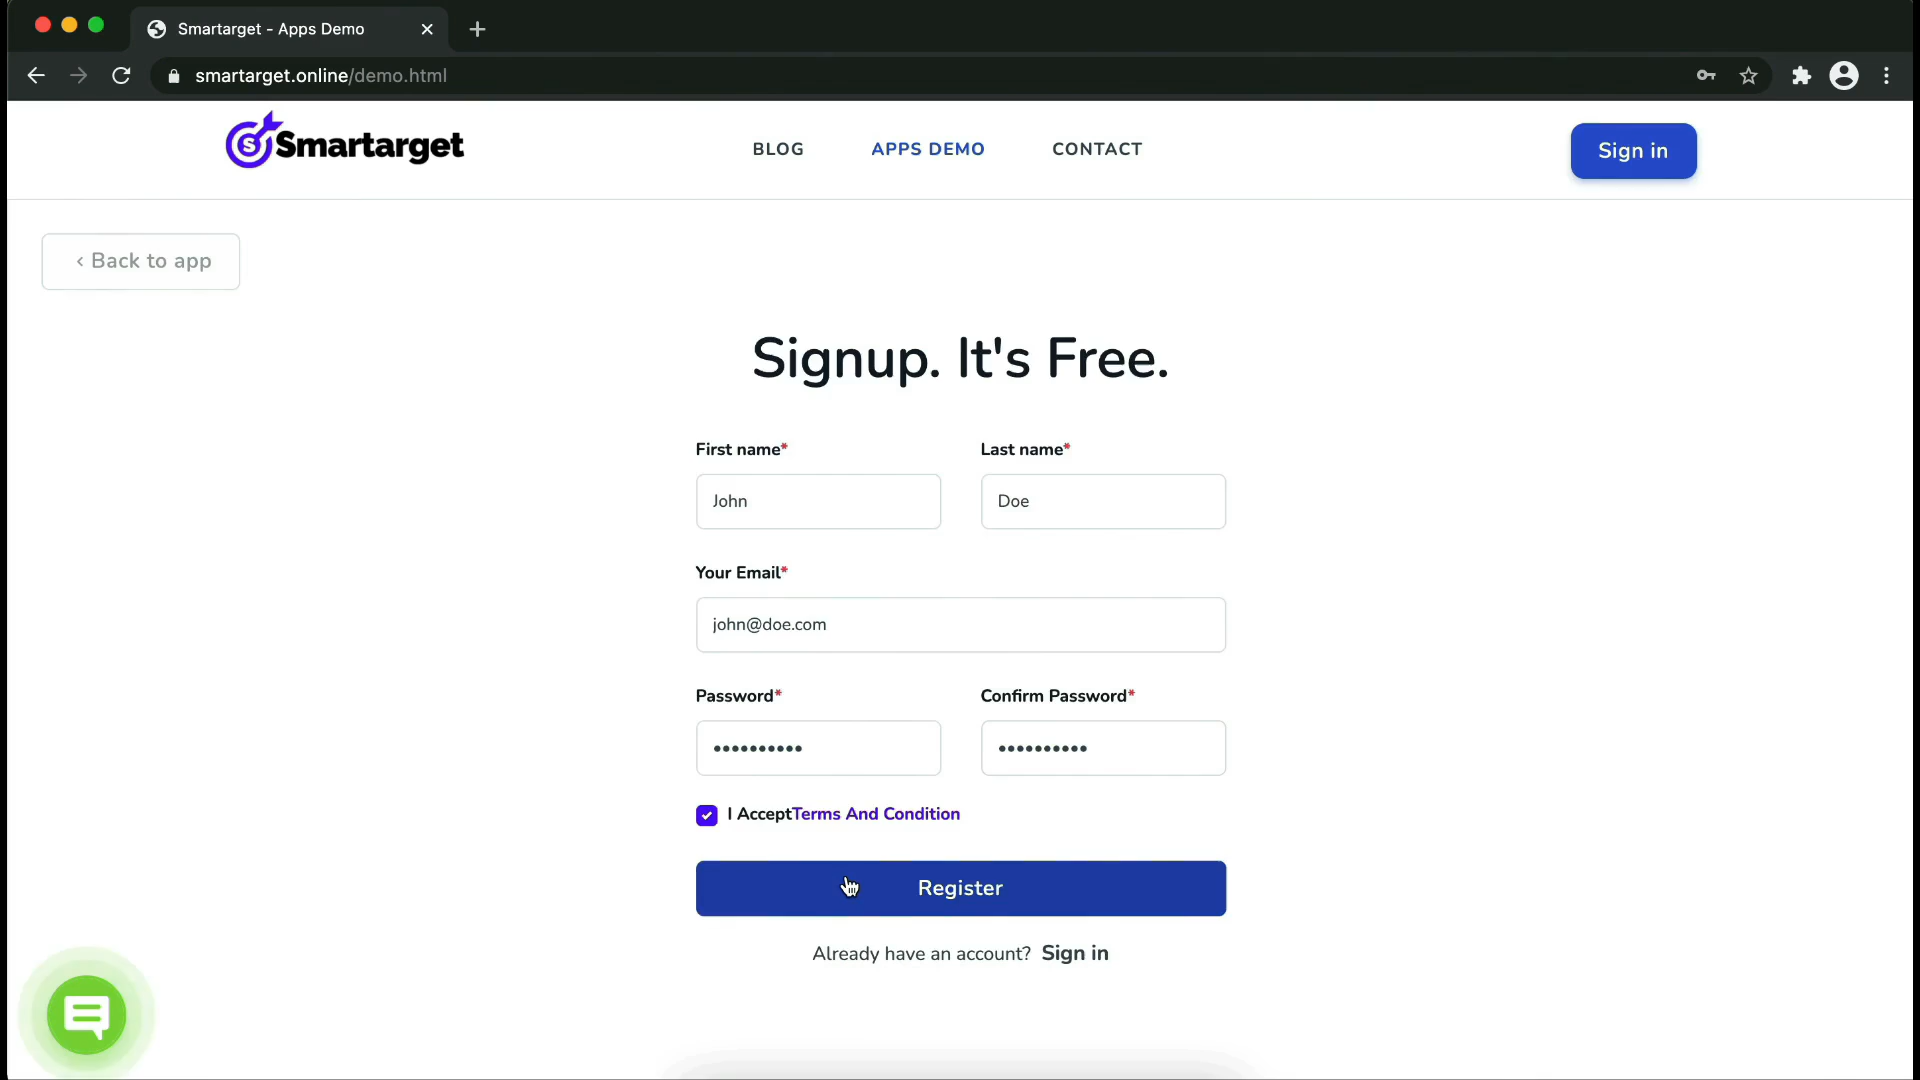 Smartarget - Apps Demo
smartarget.online/demo.html
Smartarget
BLOG
APPS DEMO
CONTACT
Sign in
‹ Back to app
Signup. It's Free.
First name*
Last name*
John
Doe
Your Email*
john@doe.com
Password*
Confirm Password*
••••••••••
••••••••••
I AcceptTerms And Condition
Register
Already have an account? Sign in